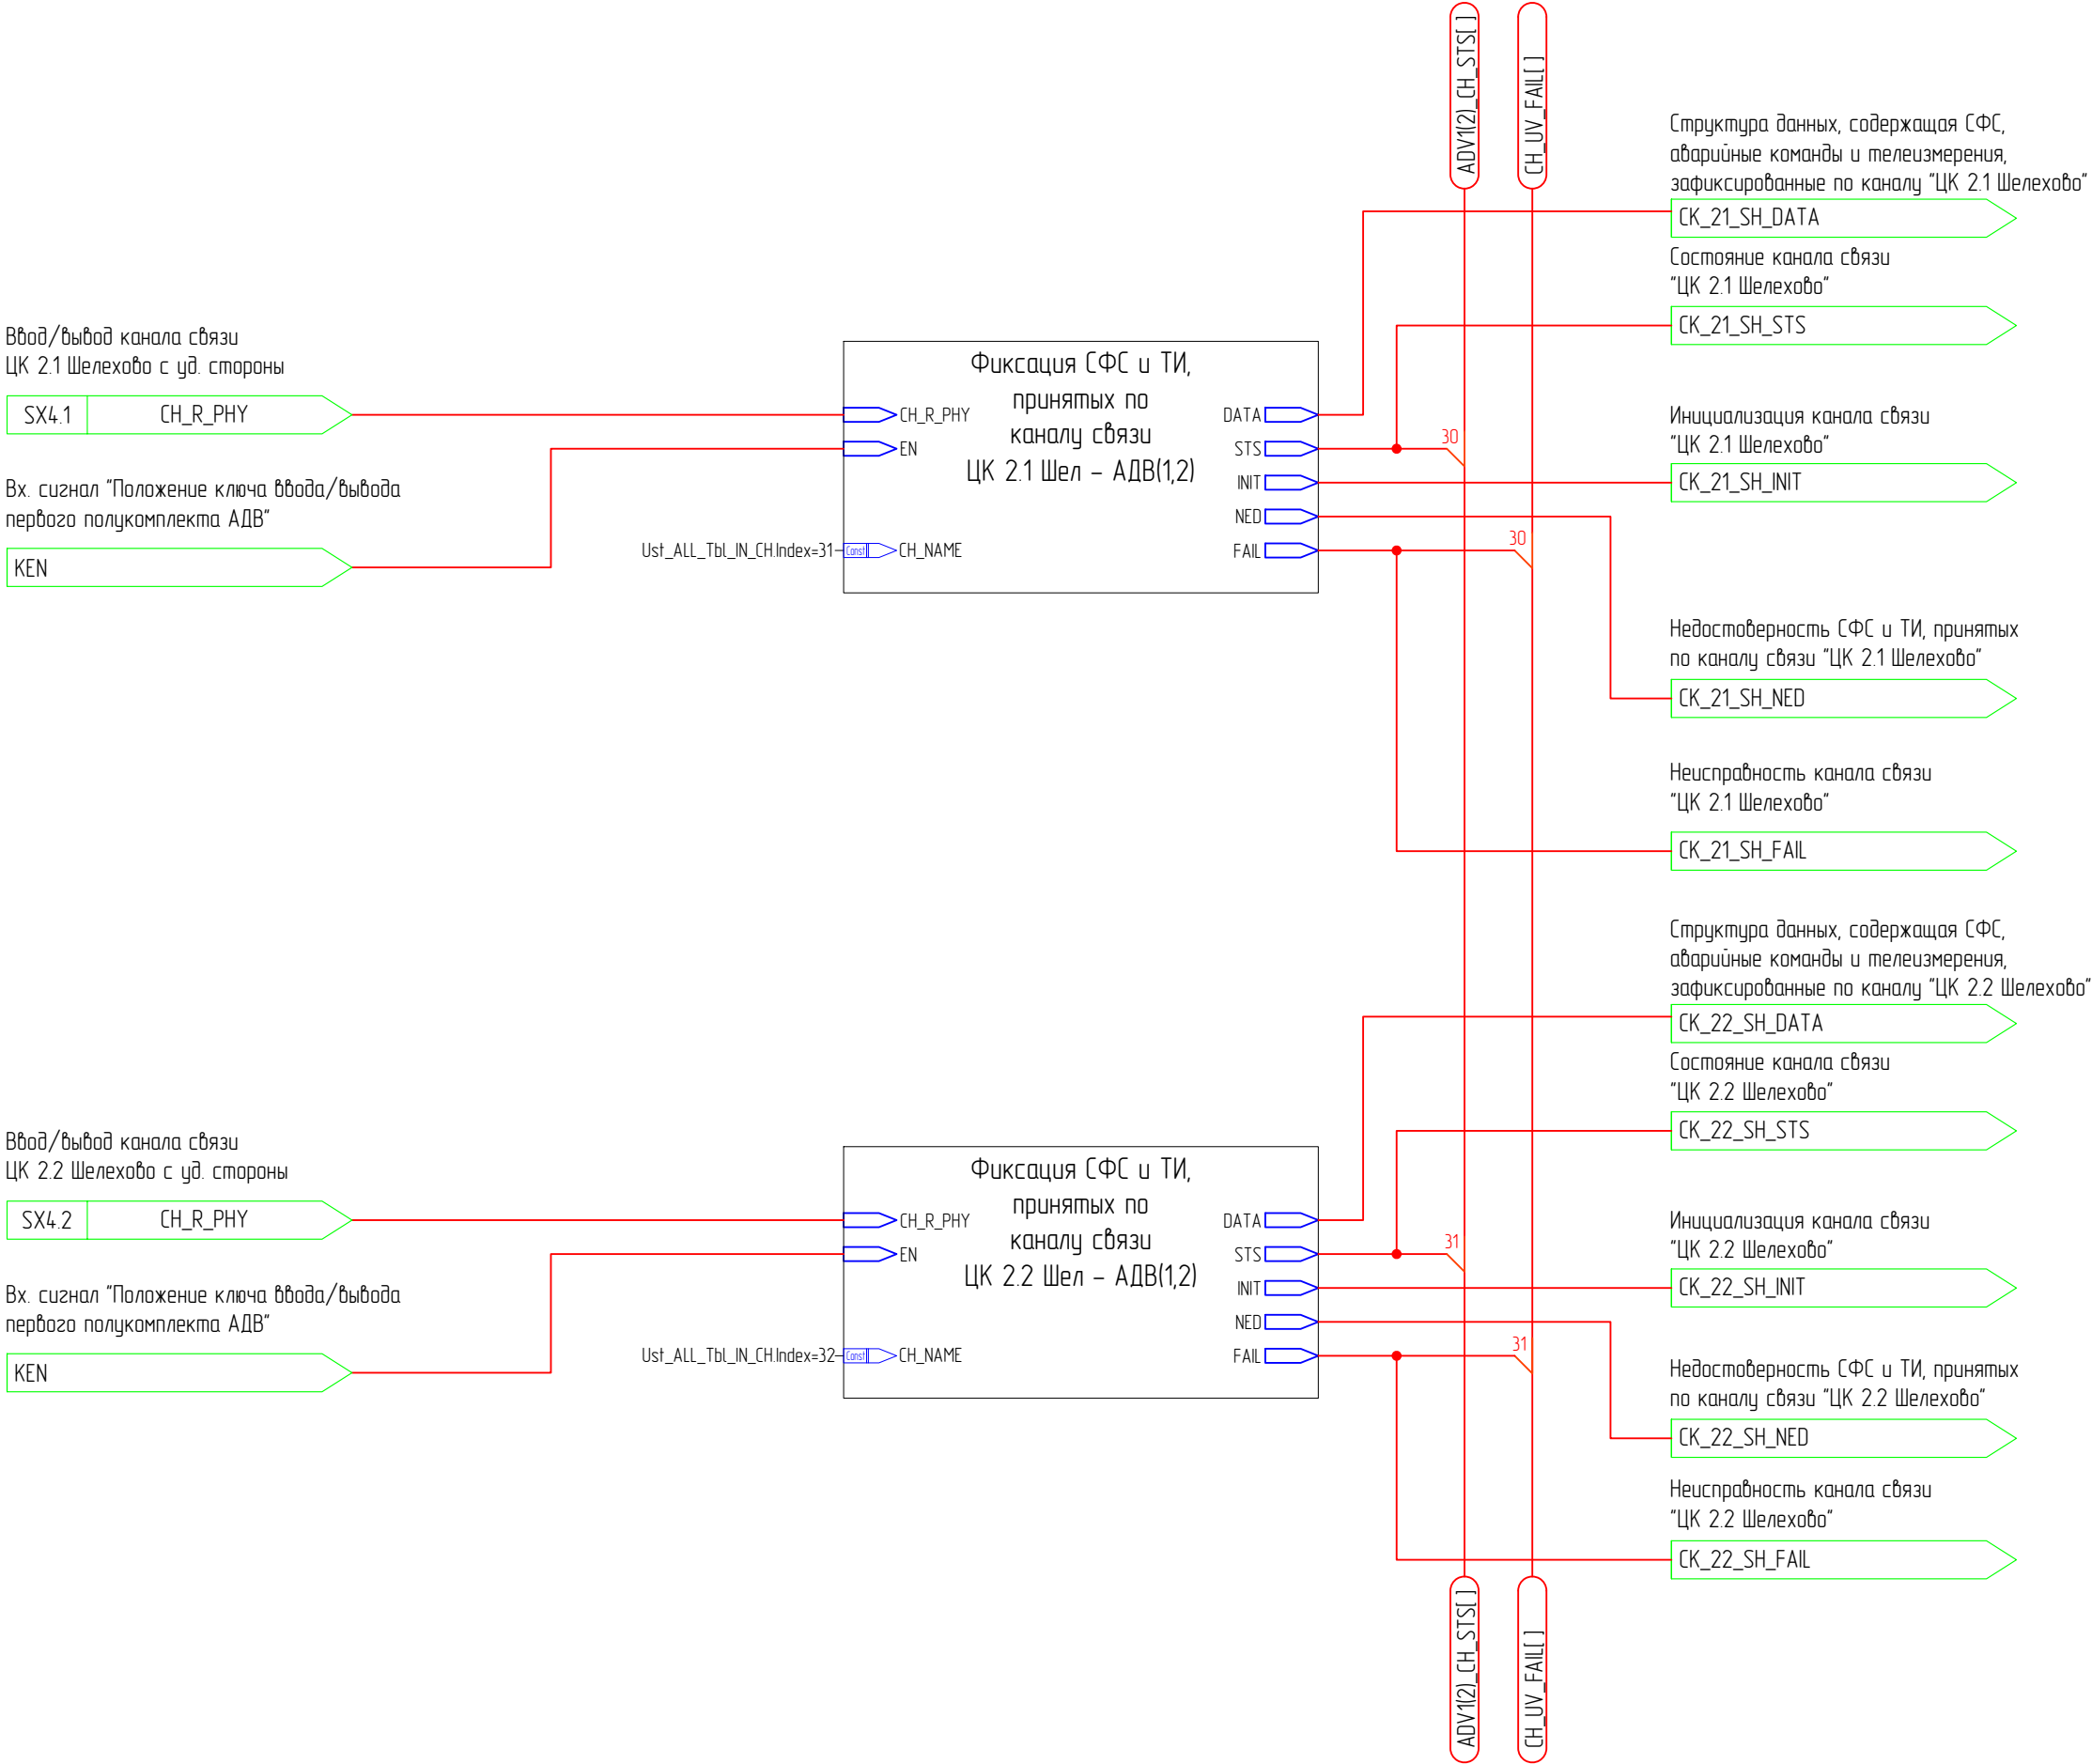 ADV1(2)_CH_STS[ ]
CH_UV_FAIL[ ]
Структура данных, содержащая СФС,
аварийные команды и телеизмерения,
зафиксированные по каналу "ЦК 2.1 Шелехово"
CK_21_SH_DATA
Состояние канала связи
"ЦК 2.1 Шелехово"
CK_21_SH_STS
Ввод/вывод канала связи
ЦК 2.1 Шелехово с уд. стороны
SX4.1
CH_R_PHY
Вх. сигнал "Положение ключа ввода/вывода
первого полукомплекта АДВ"
KEN
Фиксация СФС и ТИ,
принятых по
каналу связи
ЦК 2.1 Шел – АДВ(1,2)
CH_R_PHY
EN
Ust_ALL_Tbl_IN_CH.Index=31
Const
CH_NAME
DATA
STS
INIT
NED
FAIL
30
30
Инициализация канала связи
"ЦК 2.1 Шелехово"
CK_21_SH_INIT
Недостоверность СФС и ТИ, принятых
по каналу связи "ЦК 2.1 Шелехово"
CK_21_SH_NED
Неисправность канала связи
"ЦК 2.1 Шелехово"
CK_21_SH_FAIL
Структура данных, содержащая СФС,
аварийные команды и телеизмерения,
зафиксированные по каналу "ЦК 2.2 Шелехово"
CK_22_SH_DATA
Состояние канала связи
"ЦК 2.2 Шелехово"
CK_22_SH_STS
Ввод/вывод канала связи
ЦК 2.2 Шелехово с уд. стороны
SX4.2
CH_R_PHY
Вх. сигнал "Положение ключа ввода/вывода
первого полукомплекта АДВ"
KEN
Фиксация СФС и ТИ,
принятых по
каналу связи
ЦК 2.2 Шел – АДВ(1,2)
CH_R_PHY
EN
Ust_ALL_Tbl_IN_CH.Index=32
Const
CH_NAME
DATA
STS
INIT
NED
FAIL
31
31
Инициализация канала связи
"ЦК 2.2 Шелехово"
CK_22_SH_INIT
Недостоверность СФС и ТИ, принятых
по каналу связи "ЦК 2.2 Шелехово"
CK_22_SH_NED
Неисправность канала связи
"ЦК 2.2 Шелехово"
CK_22_SH_FAIL
ADV1(2)_CH_STS[ ]
CH_UV_FAIL[ ]